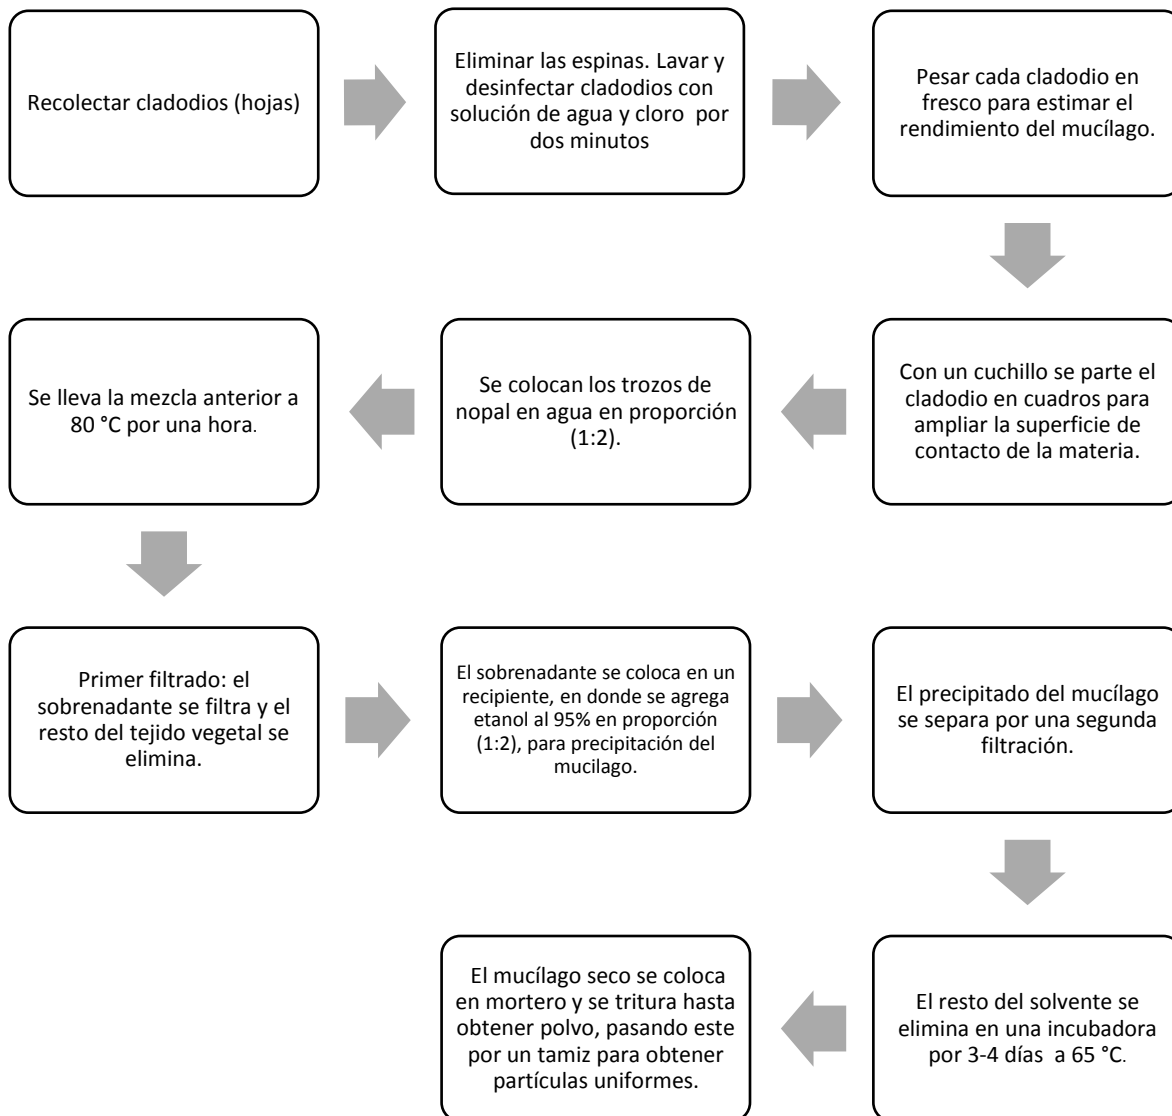 Recolectar cladodios (hojas)
Eliminar las espinas. Lavar y
desinfectar cladodios con
solución de agua y cloro por
dos minutos
Pesar cada cladodio en
fresco para estimar el
rendimiento del mucílago.
Con un cuchillo se parte el
cladodio en cuadros para
ampliar la superficie de
contacto de la materia.
Se colocan los trozos de
nopal en agua en proporción
(1:2).
Se lleva la mezcla anterior a
80 °C por una hora.
Primer filtrado: el
sobrenadante se filtra y el
resto del tejido vegetal se
elimina.
El sobrenadante se coloca en un
recipiente, en donde se agrega
etanol al 95% en proporción
(1:2), para precipitación del
mucilago.
El precipitado del mucílago
se separa por una segunda
filtración.
El resto del solvente se
elimina en una incubadora
por 3-4 días a 65 °C.
El mucílago seco se coloca
en mortero y se tritura hasta
obtener polvo, pasando este
por un tamiz para obtener
partículas uniformes.